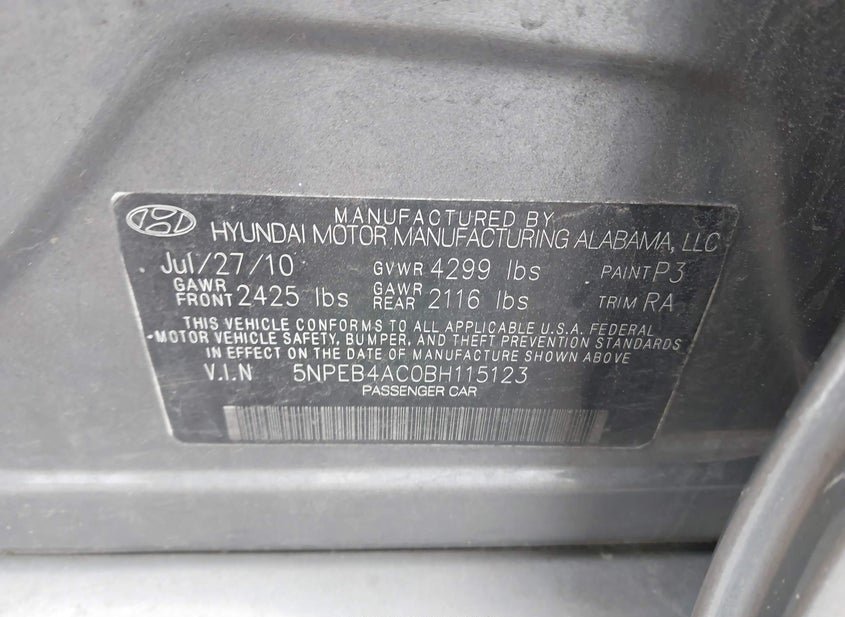 MANUFACTURED BY
HYUNDAI MOTOR MANUFACTURING ALABAMA, LLC
Jul/27/10 GVWR 4299 lbs PAINT P3
GAWR FRONT 2425 lbs GAWR REAR 2116 lbs TRIM RA
THIS VEHICLE CONFORMS TO ALL APPLICABLE U.S.A. FEDERAL
MOTOR VEHICLE SAFETY, BUMPER, AND THEFT PREVENTION STANDARDS
IN EFFECT ON THE DATE OF MANUFACTURE SHOWN ABOVE
V.I.N 5NPEB4AC0BH115123
PASSENGER CAR